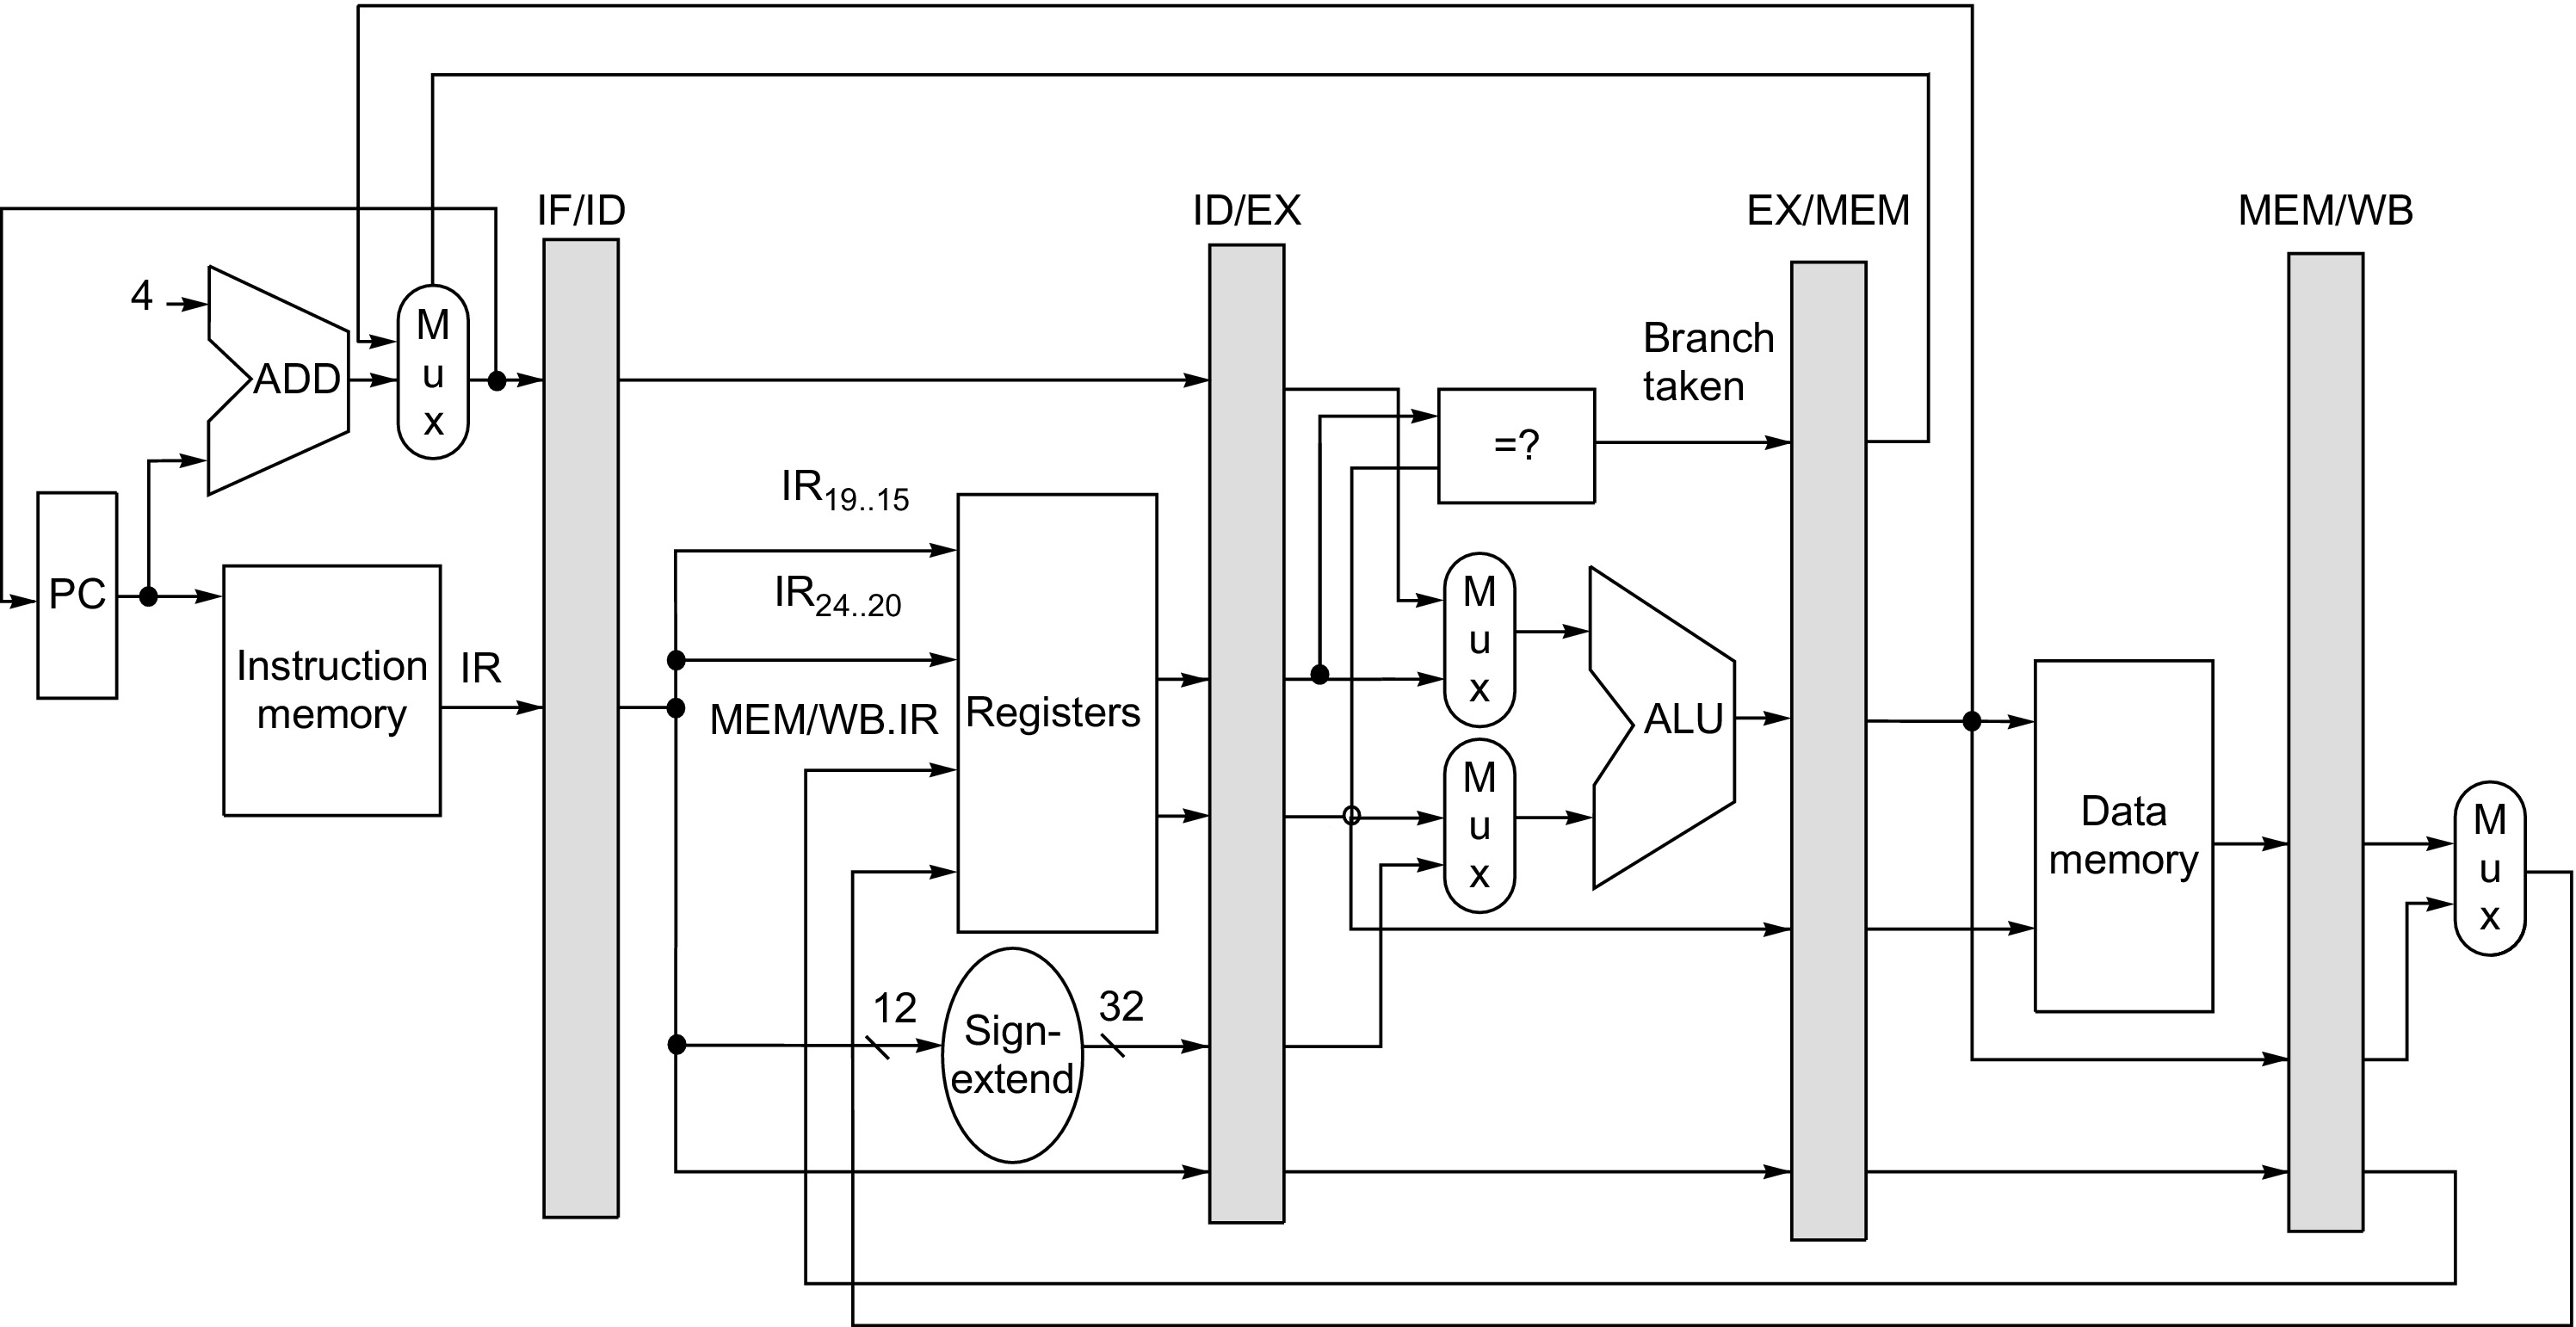 IF/ID
ID/EX
EX/MEM
MEM/WB
4
ADD
M
u
x
Branch
taken
=?
IR19..15
IR24..20
PC
Instruction
memory
IR
MEM/WB.IR
Registers
M
u
x
M
u
x
ALU
Data
memory
M
u
x
12
Sign-
extend
32